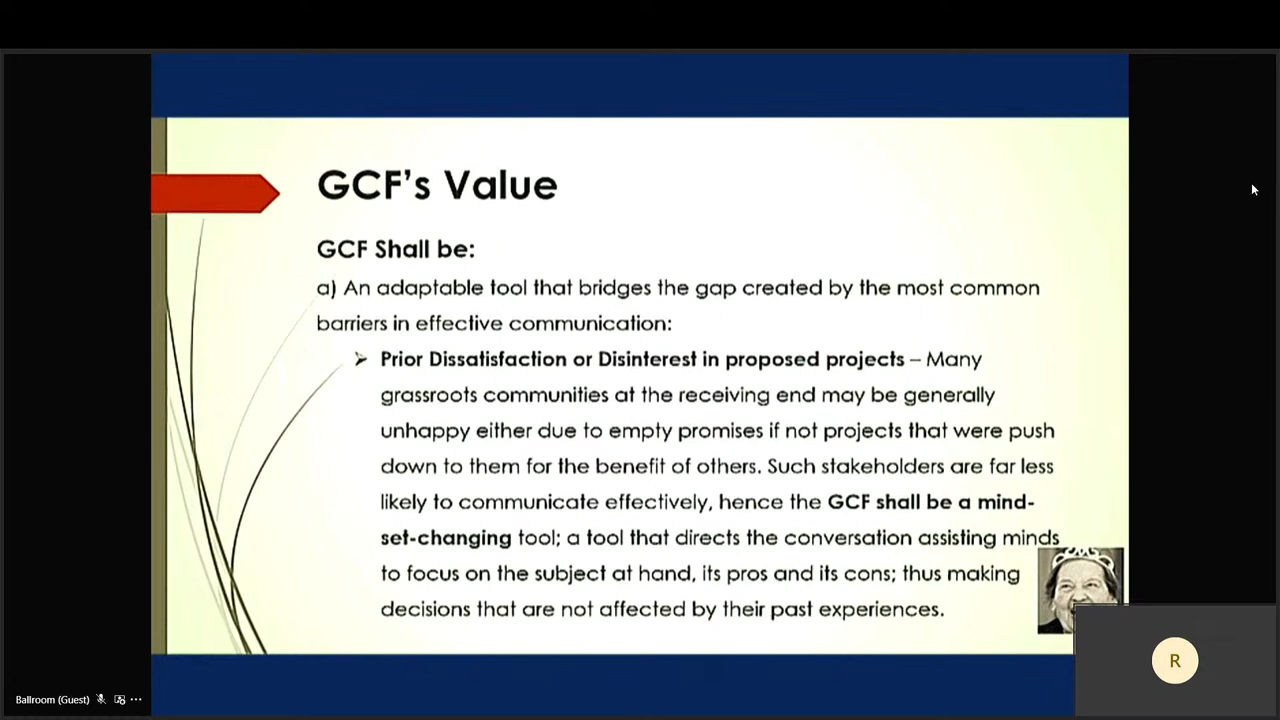 GCF's Value
GCF Shall be:
a) An adaptable tool that bridges the gap created by the most common
barriers in effective communication:
➢ Prior Dissatisfaction or Disinterest in proposed projects – Many
grassroots communities at the receiving end may be generally
unhappy either due to empty promises if not projects that were push
down to them for the benefit of others. Such stakeholders are far less
likely to communicate effectively, hence the GCF shall be a mind-
set-changing tool; a tool that directs the conversation assisting minds
to focus on the subject at hand, its pros and its cons; thus making
decisions that are not affected by their past experiences.
R
Ballroom (Guest)